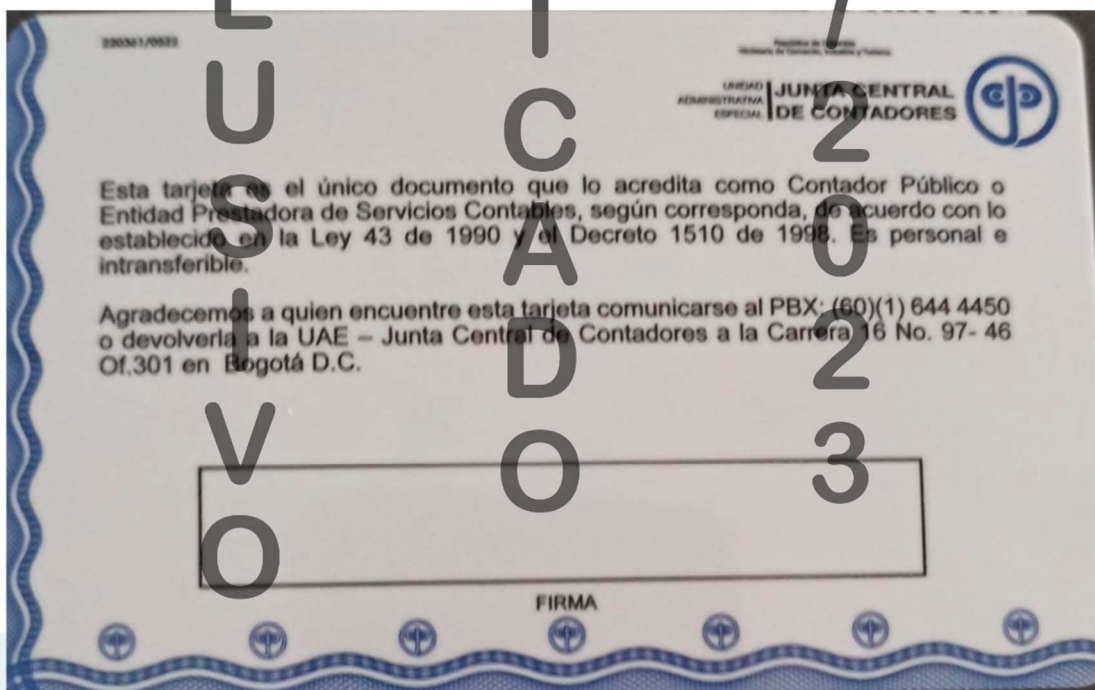 220361/0522
República de Colombia
Ministerio de Comercio, Industria y Turismo
UNIDAD
ADMINISTRATIVA
ESPECIAL
JUNTA CENTRAL
DE CONTADORES
Esta tarjeta es el único documento que lo acredita como Contador Público o
Entidad Prestadora de Servicios Contables, según corresponda, de acuerdo con lo
establecido en la Ley 43 de 1990 y el Decreto 1510 de 1998. Es personal e
intransferible.
Agradecemos a quien encuentre esta tarjeta comunicarse al PBX: (60)(1) 644 4450
o devolverla a la UAE – Junta Central de Contadores a la Carrera 16 No. 97- 46
Of.301 en Bogotá D.C.
FIRMA
LUSIVO
ICADO
/2023